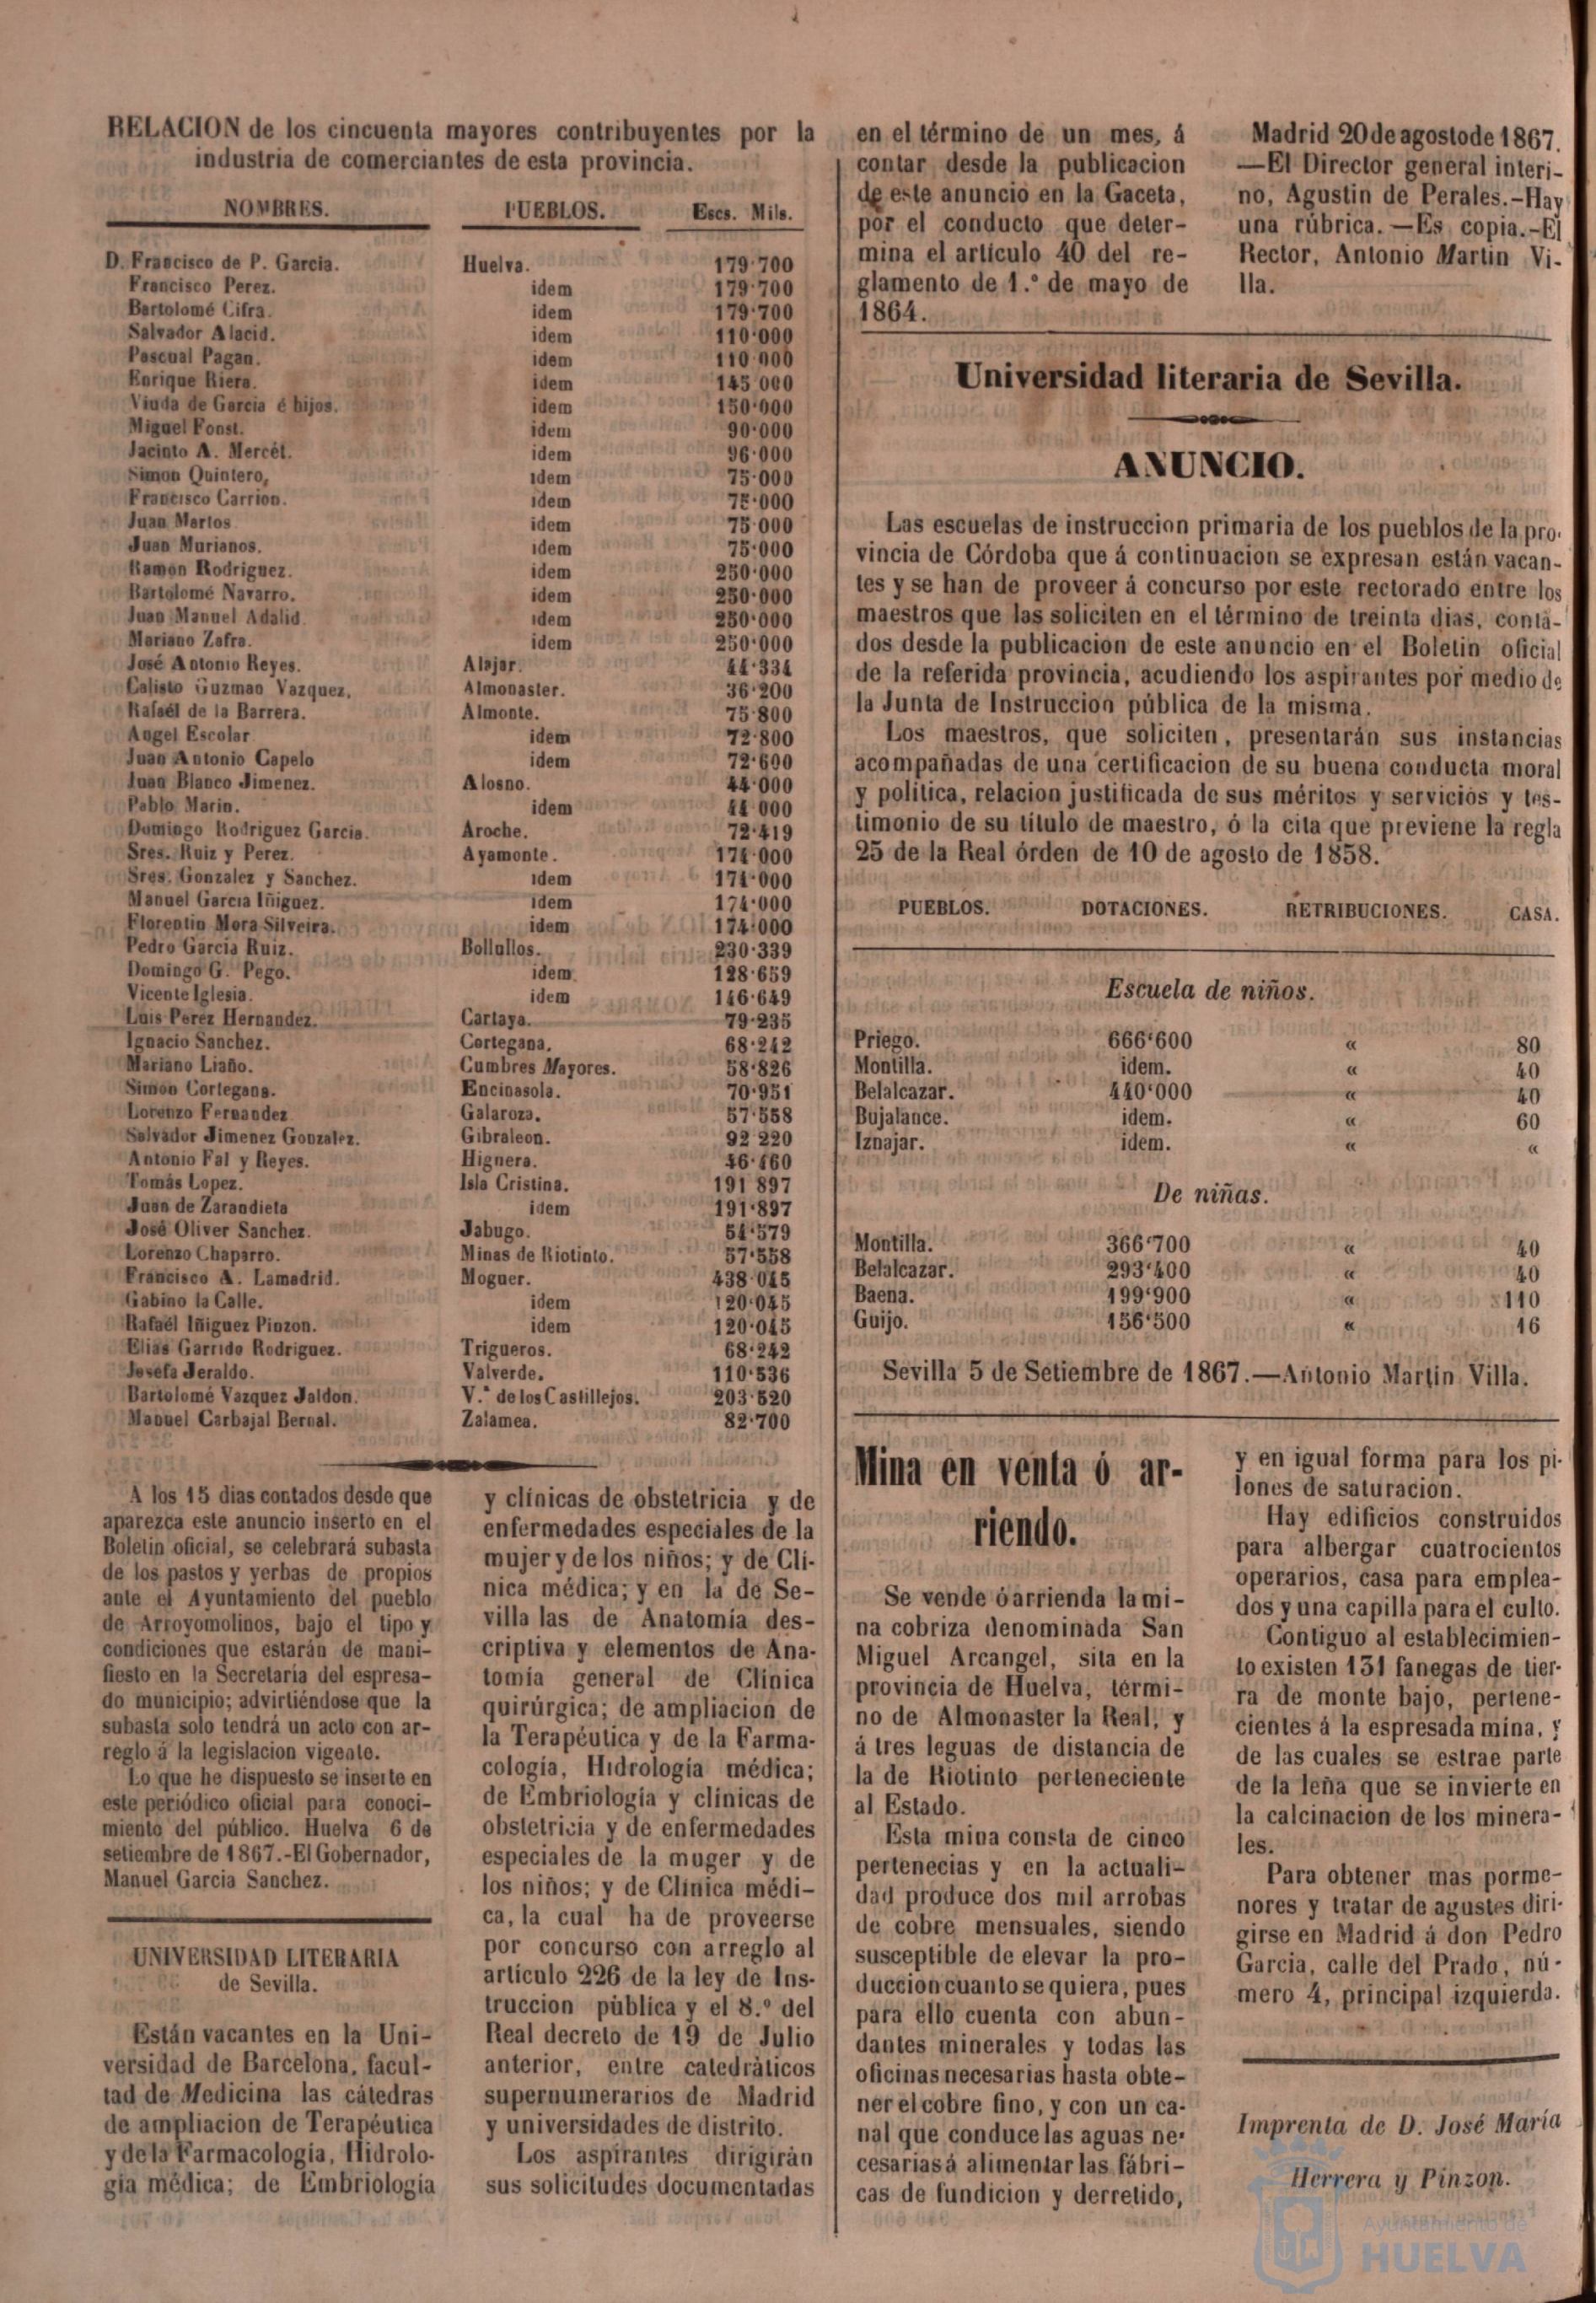 RELACION de los cincuenta mayores contribuyentes por la
industria de comerciantes de esta provincia.
NOMBRES. PUEBLOS. Escs. Mils.
D. Francisco de P. Garcia. Huelva. 179'700
Francisco Perez. idem 179'700
Bartolomé Cifra. idem 179'700
Salvador Alacid. idem 110'000
Pascual Pagan. idem 110 000
Enrique Riera. idem 145 000
Viuda de Garcia é hijos. idem 150'000
Miguel Fonst. idem 90'000
Jacinto A. Mercét. idem 96'000
Simon Quintero, idem 75'000
Francisco Carrion. idem 75'000
Juan Martos idem 75 000
Juan Murianos. idem 75'000
Ramon Rodriguez. idem 250'000
Bartolomé Navarro. idem 250'000
Juan Manuel Adalid. idem 250'000
Mariano Zafra. idem 250'000
José Antonio Reyes. Alajar. 44'334
Calisto Guzman Vazquez, Almonaster. 36'200
Rafaél de la Barrera. Almonte. 75'800
Angel Escolar idem 72'800
Juan Antonio Capelo idem 72'600
Juan Blanco Jimenez. Alosno. 44'000
Pablo Marin. idem 44 000
Domingo Rodriguez Garcia. Aroche. 72'419
Sres. Ruiz y Perez. Ayamonte. 174'000
Sres. Gonzalez y Sanchez. idem 174'000
Manuel Garcia Iñiguez. idem 174'000
Florentin Mora Silveira. idem 174'000
Pedro Garcia Ruiz. Bollullos. 230'339
Domingo G. Pego. idem. 128'659
Vicente Iglesia. idem 146'649
Luis Perez Hernandez. Cartaya. 79'235
Ignacio Sanchez. Cortegana. 68'242
Mariano Liaño. Cumbres Mayores. 58'826
Simon Cortegana. Encinasola. 70'951
Lorenzo Fernandez Galaroza. 57'558
Salvador Jimenez Gonzalez. Gibraleon. 92 220
Antonio Fal y Reyes. Hignera. 46'460
Tomás Lopez. Isla Cristina. 191 897
Juan de Zarandieta idem 191'897
José Oliver Sanchez. Jabugo. 54'579
Lorenzo Chaparro. Minas de Riotinto. 57'558
Francisco A. Lamadrid. Moguer. 438 045
Gabino la Calle. idem 120'045
Rafaél Iñiguez Pinzon. idem 120'045
Elias Garrido Rodriguez. Trigueros. 68'242
Josefa Jeraldo. Valverde. 110'536
Bartolomé Vazquez Jaldon. V.ª de los Castillejos. 203'520
Manuel Carbajal Bernal. Zalamea. 82'700
A los 15 dias contados desde que
aparezca este anuncio inserto en el
Boletin oficial, se celebrará subasta
de los pastos y yerbas de propios
ante el Ayuntamiento del pueblo
de Arroyomolinos, bajo el tipo y
condiciones que estarán de mani-
fiesto en la Secretaria del espresa-
do municipio; advirtiéndose que la
subasta solo tendrá un acto con ar-
reglo á la legislacion vigente.
Lo que he dispuesto se inserte en
este periódico oficial para conoci-
miento del público. Huelva 6 de
setiembre de 1867.-El Gobernador,
Manuel Garcia Sanchez.
UNIVERSIDAD LITERARIA
de Sevilla.
Están vacantes en la Uni-
versidad de Barcelona, facul-
tad de Medicina las cátedras
de ampliacion de Terapéutica
y de la Farmacología, Hidrolo-
gía médica; de Embriología
y clínicas de obstetricia y de
enfermedades especiales de la
mujer y de los niños; y de Clí-
nica médica; y en la de Se-
villa las de Anatomía des-
criptiva y elementos de Ana-
tomía general de Clínica
quirúrgica; de ampliacion de
la Terapéutica y de la Farma-
cología, Hidrología médica;
de Embriología y clínicas de
obstetricia y de enfermedades
especiales de la muger y de
los niños; y de Clínica médi-
ca, la cual ha de proveerse
por concurso con arreglo al
artículo 226 de la ley de Ins-
truccion pública y el 8.º del
Real decreto de 19 de Julio
anterior, entre catedráticos
supernumerarios de Madrid
y universidades de distrito.
Los aspirantes dirigirán
sus solicitudes documentadas
en el término de un mes, á
contar desde la publicacion
de este anuncio en la Gaceta,
por el conducto que deter-
mina el artículo 40 del re-
glamento de 1.º de mayo de
1864.
Madrid 20 de agosto de 1867.
—El Director general interi-
no, Agustin de Perales.-Hay
una rúbrica.—Es copia.-El
Rector, Antonio Martin Vi-
lla.
Universidad literaria de Sevilla.
ANUNCIO.
Las escuelas de instruccion primaria de los pueblos de la pro-
vincia de Córdoba que á continuacion se expresan están vacan-
tes y se han de proveer á concurso por este rectorado entre los
maestros que las soliciten en el término de treinta dias, conta-
dos desde la publicacion de este anuncio en el Boletin oficial
de la referida provincia, acudiendo los aspirantes por medio de
la Junta de Instruccion pública de la misma.
Los maestros, que soliciten, presentarán sus instancias
acompañadas de una certificacion de su buena conducta moral
y politica, relacion justificada de sus méritos y servicios y tes-
timonio de su título de maestro, ó la cita que previene la regla
25 de la Real órden de 10 de agosto de 1858.
PUEBLOS. DOTACIONES. RETRIBUCIONES. CASA.
Escuela de niños.
Priego. 666'600 « 80
Montilla. idem. « 40
Belalcazar. 440'000 « 40
Bujalance. idem. « 60
Iznajar. idem. « «
De niñas.
Montilla. 366'700 « 40
Belalcazar. 293'400 « 40
Baena. 199'900 « 110
Guijo. 156'500 « 16
Sevilla 5 de Setiembre de 1867.—Antonio Martin Villa.
Mina en venta ó ar-
riendo.
Se vende ó arrienda la mi-
na cobriza denominada San
Miguel Arcangel, sita en la
provincia de Huelva, térmi-
no de Almonaster la Real, y
á tres leguas de distancia de
la de Riotinto perteneciente
al Estado.
Esta mina consta de cinco
pertenecias y en la actuali-
dad produce dos mil arrobas
de cobre mensuales, siendo
susceptible de elevar la pro-
duccion cuanto se quiera, pues
para ello cuenta con abun-
dantes minerales y todas las
oficinas necesarias hasta obte-
ner el cobre fino, y con un ca-
nal que conduce las aguas ne-
cesarias á alimentar las fábri-
cas de fundicion y derretido,
y en igual forma para los pi-
lones de saturacion.
Hay edificios construidos
para albergar cuatrocientos
operarios, casa para emplea-
dos y una capilla para el culto.
Contiguo al establecimien-
to existen 131 fanegas de tier-
ra de monte bajo, pertene-
cientes á la espresada mina, y
de las cuales se estrae parte
de la leña que se invierte en
la calcinacion de los minera-
les.
Para obtener mas porme-
nores y tratar de agustes diri-
girse en Madrid á don Pedro
Garcia, calle del Prado, nú-
mero 4, principal izquierda.
Imprenta de D. José María
Herrera y Pinzon.
Ayuntamiento de
HUELVA